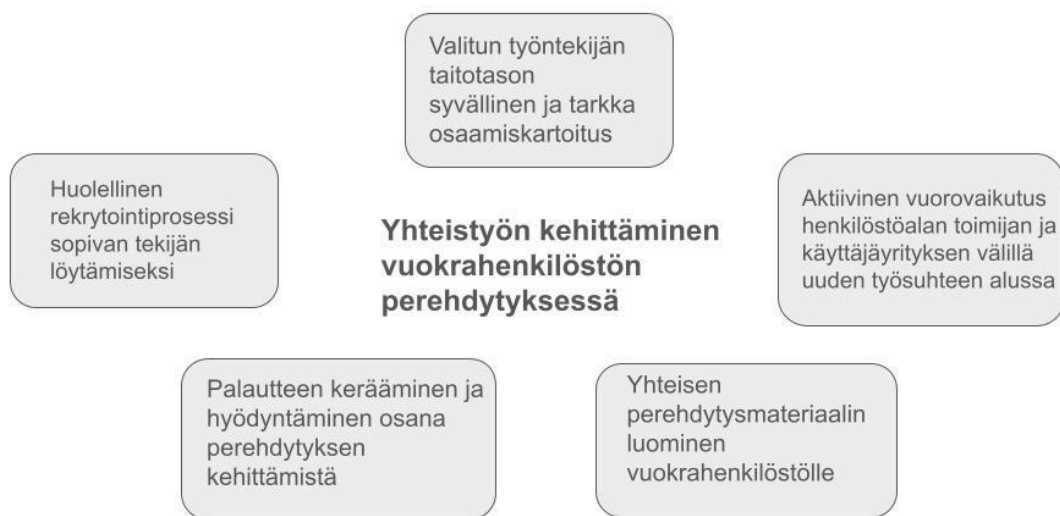 Valitun työntekijän
taitotason
syvällinen ja tarkka
osaamiskartoitus
Huolellinen
rekrytointiprosessi
sopivan tekijän
löytämiseksi
Yhteistyön kehittäminen
vuokrahenkilöstön
perehdytyksessä
Aktiivinen vuorovaikutus
henkilöstöalan toimijan ja
käyttäjäyrityksen välillä
uuden työsuhteen alussa
Palautteen kerääminen ja
hyödyntäminen osana
perehdytyksen
kehittämistä
Yhteisen
perehdytysmateriaalin
luominen
vuokrahenkilöstölle